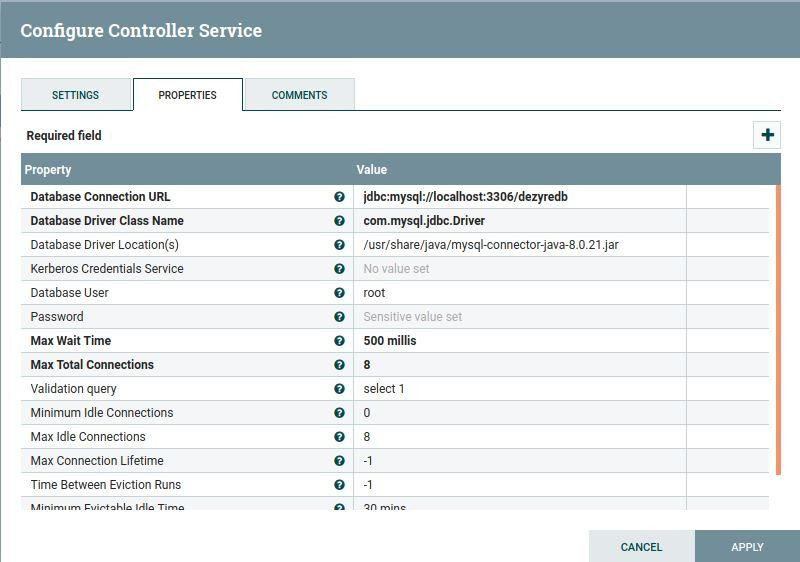 Configure Controller Service
SETTINGS PROPERTIES COMMENTS
Required field
Property Value
Database Connection URL jdbc:mysql://localhost:3306/dezyredb
Database Driver Class Name com.mysql.jdbc.Driver
Database Driver Location(s) /usr/share/java/mysql-connector-java-8.0.21.jar
Kerberos Credentials Service No value set
Database User root
Password Sensitive value set
Max Wait Time 500 millis
Max Total Connections 8
Validation query select 1
Minimum Idle Connections 0
Max Idle Connections 8
Max Connection Lifetime -1
Time Between Eviction Runs -1
Minimum Evictable Idle Time 30 mins
CANCEL APPLY